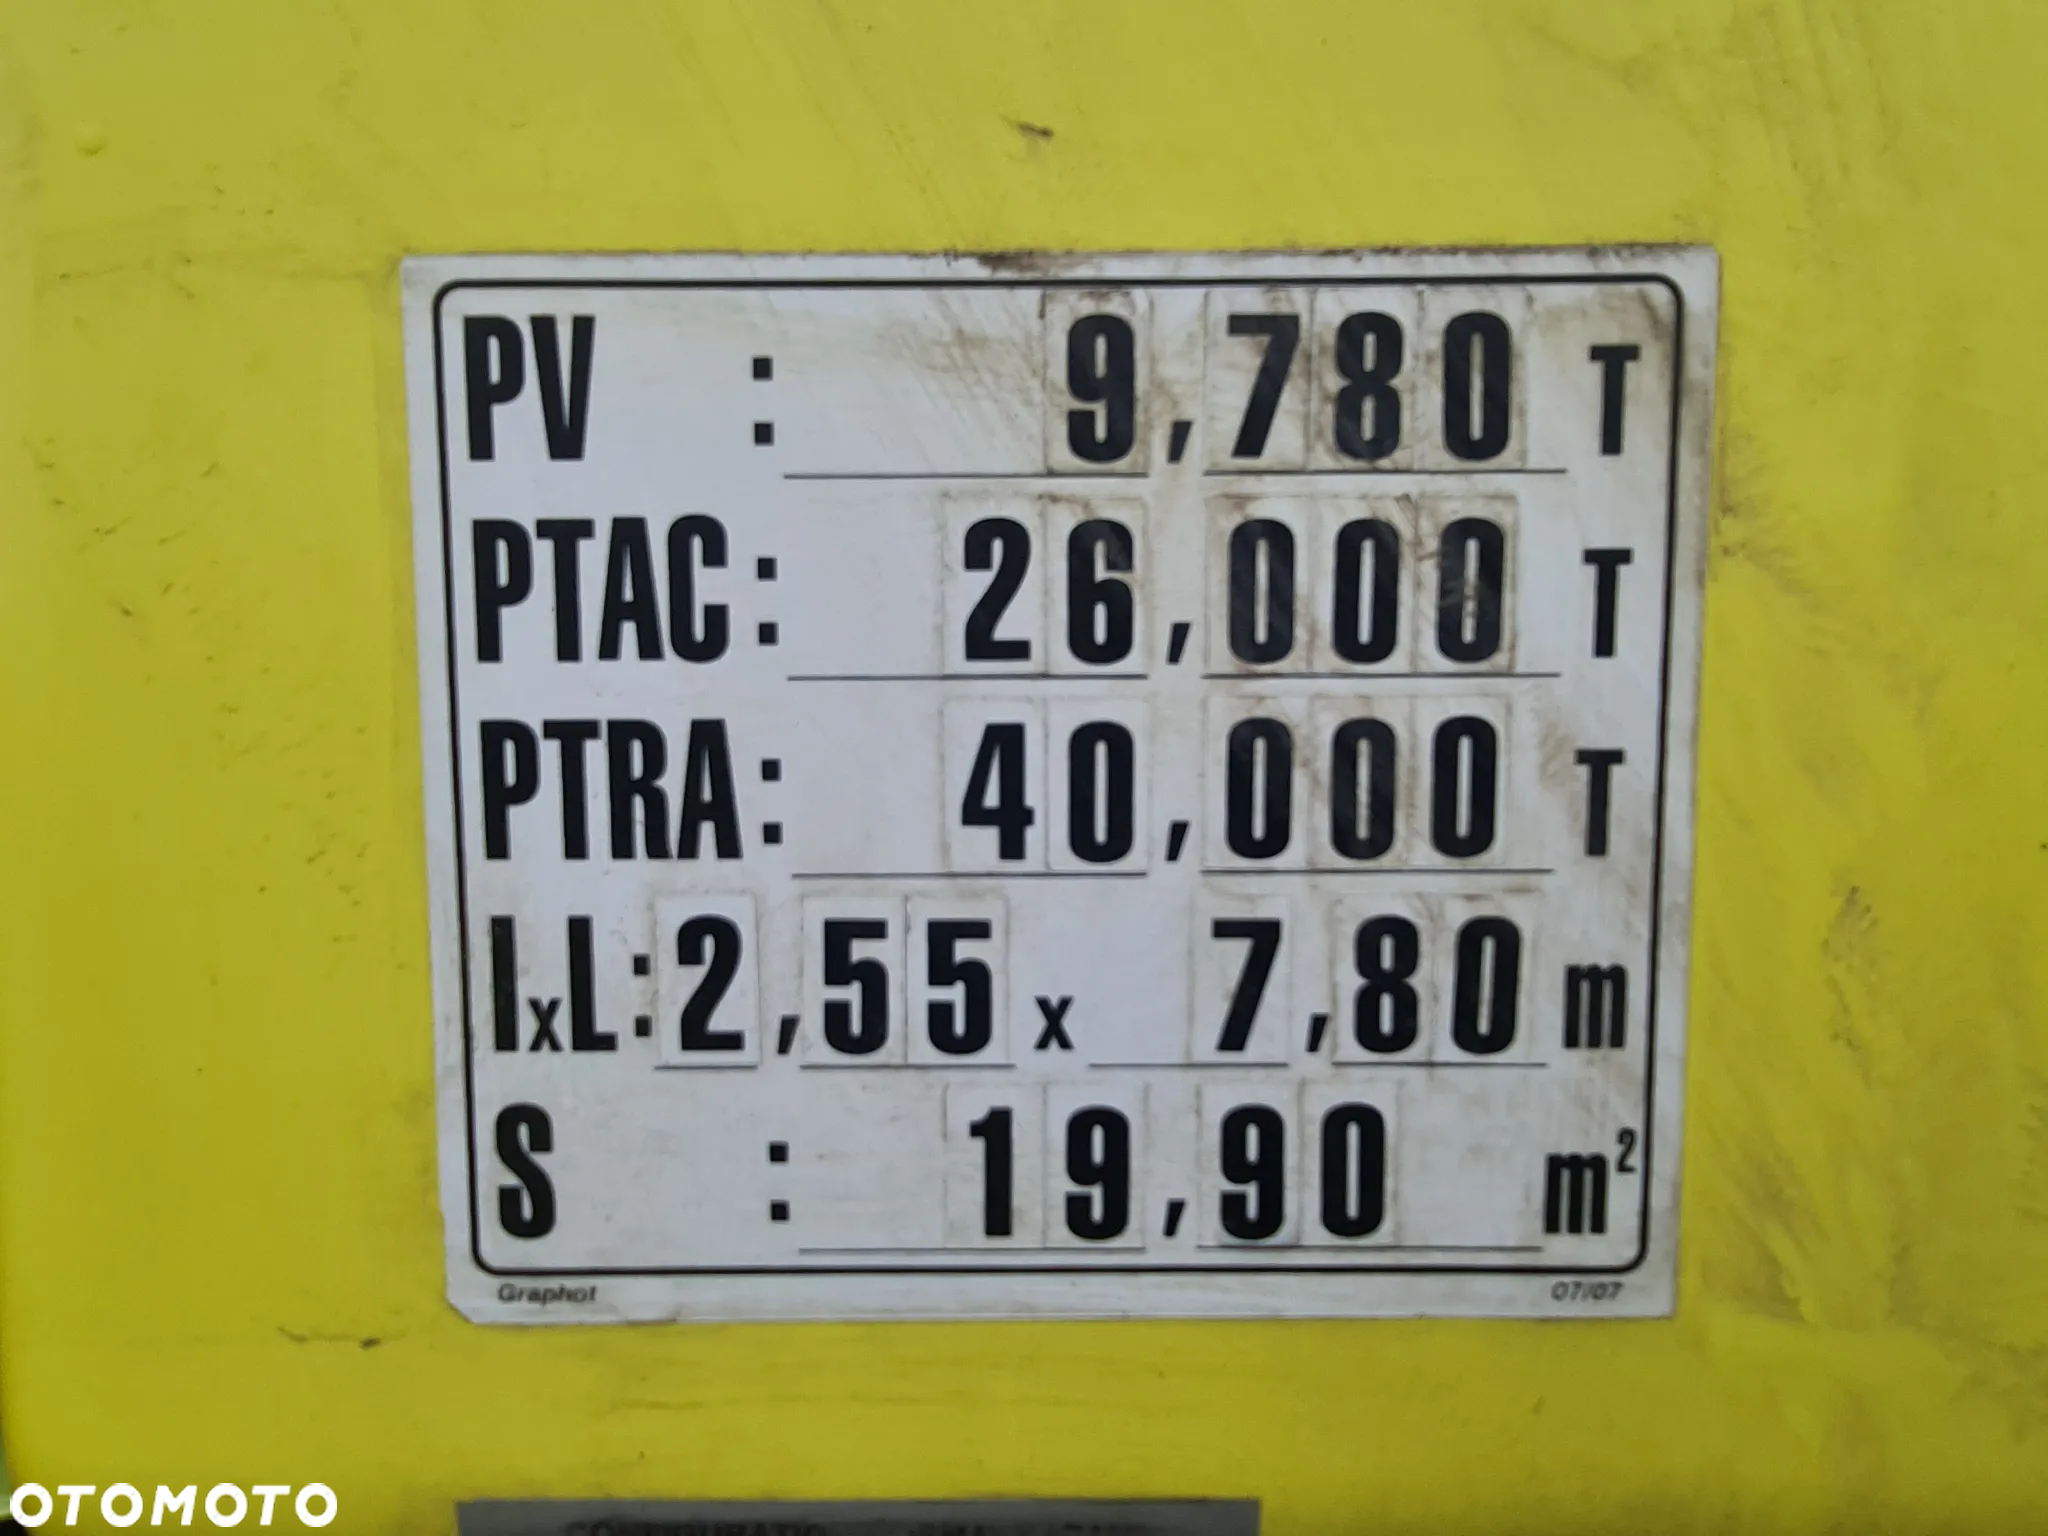 PV : 9,780 T
PTAC : 26,000 T
PTRA : 40,000 T
lxL : 2,55 x 7,80 m
S : 19,90 m²
Graphot 07/07
OTOMOTO